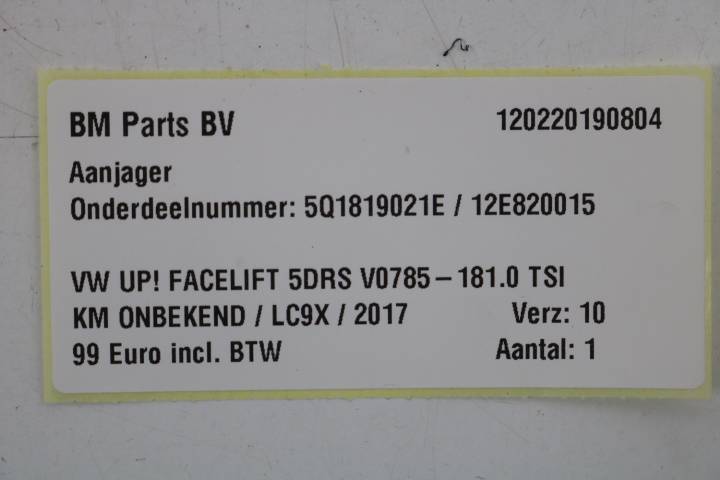 BM Parts BV 120220190804
Aanjager
Onderdeelnummer: 5Q1819021E / 12E820015
VW UP! FACELIFT 5DRS V0785-181.0 TSI
KM ONBEKEND / LC9X / 2017 Verz: 10
99 Euro incl. BTW Aantal: 1